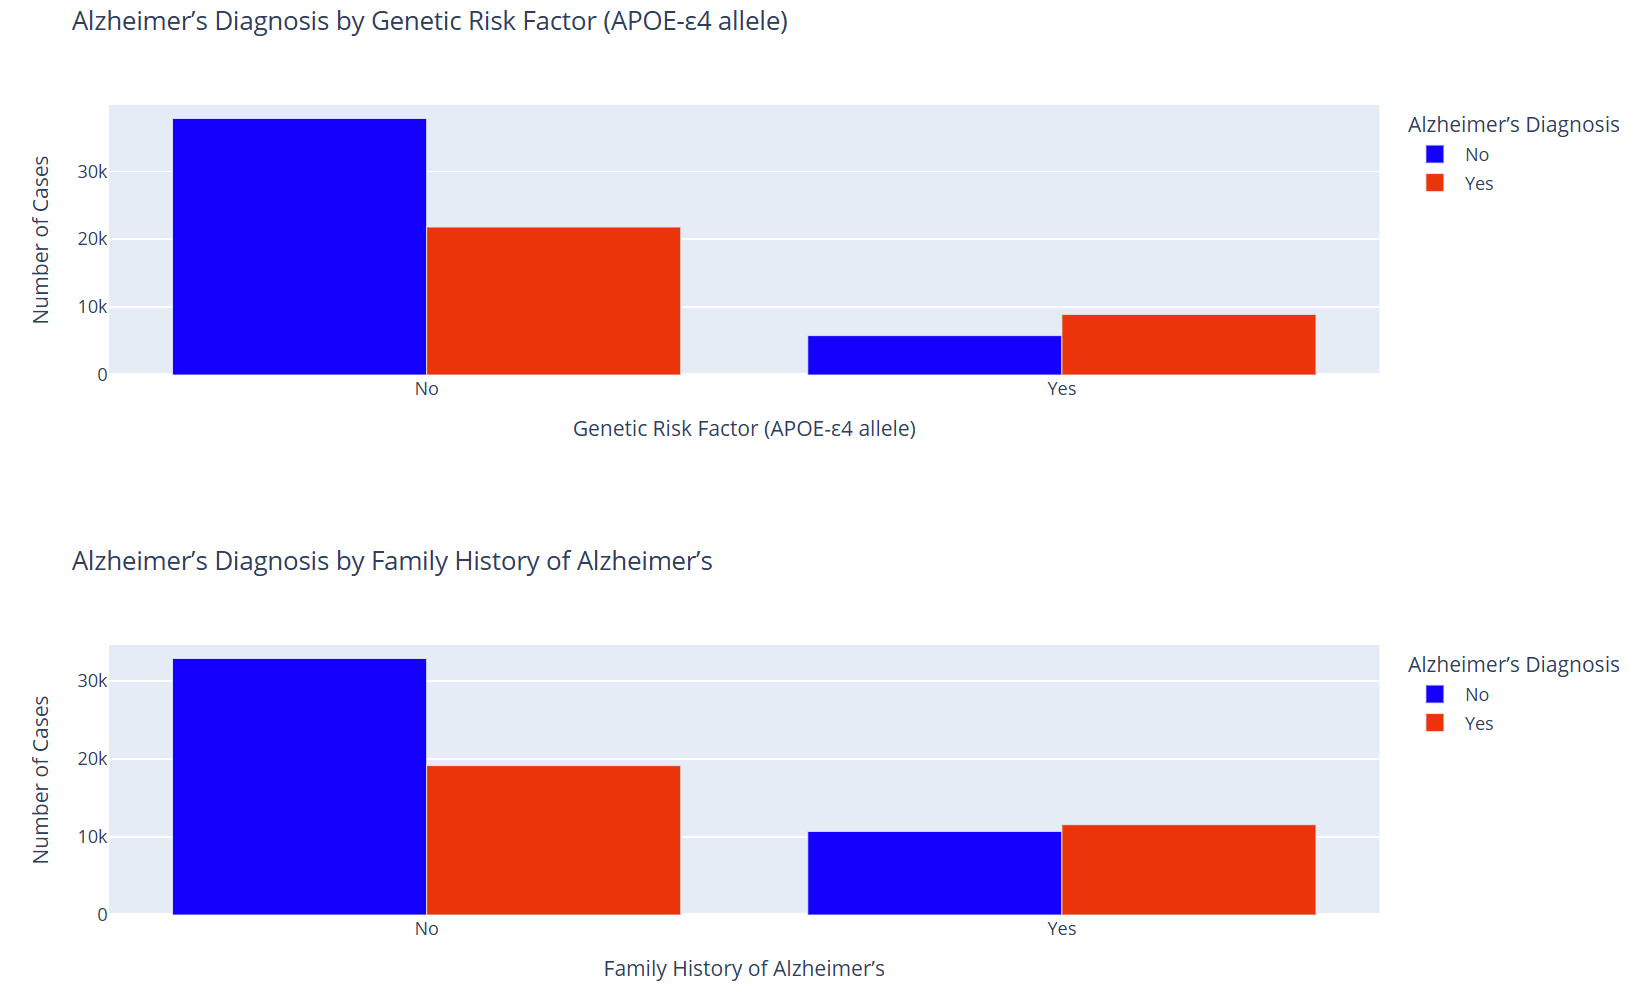 Alzheimer’s Diagnosis by Genetic Risk Factor (APOE-ε4 allele)
Alzheimer’s Diagnosis
No
Yes
Number of Cases
30k
20k
10k
0
No
Yes
Genetic Risk Factor (APOE-ε4 allele)
Alzheimer’s Diagnosis by Family History of Alzheimer’s
Alzheimer’s Diagnosis
No
Yes
Number of Cases
30k
20k
10k
0
No
Yes
Family History of Alzheimer’s